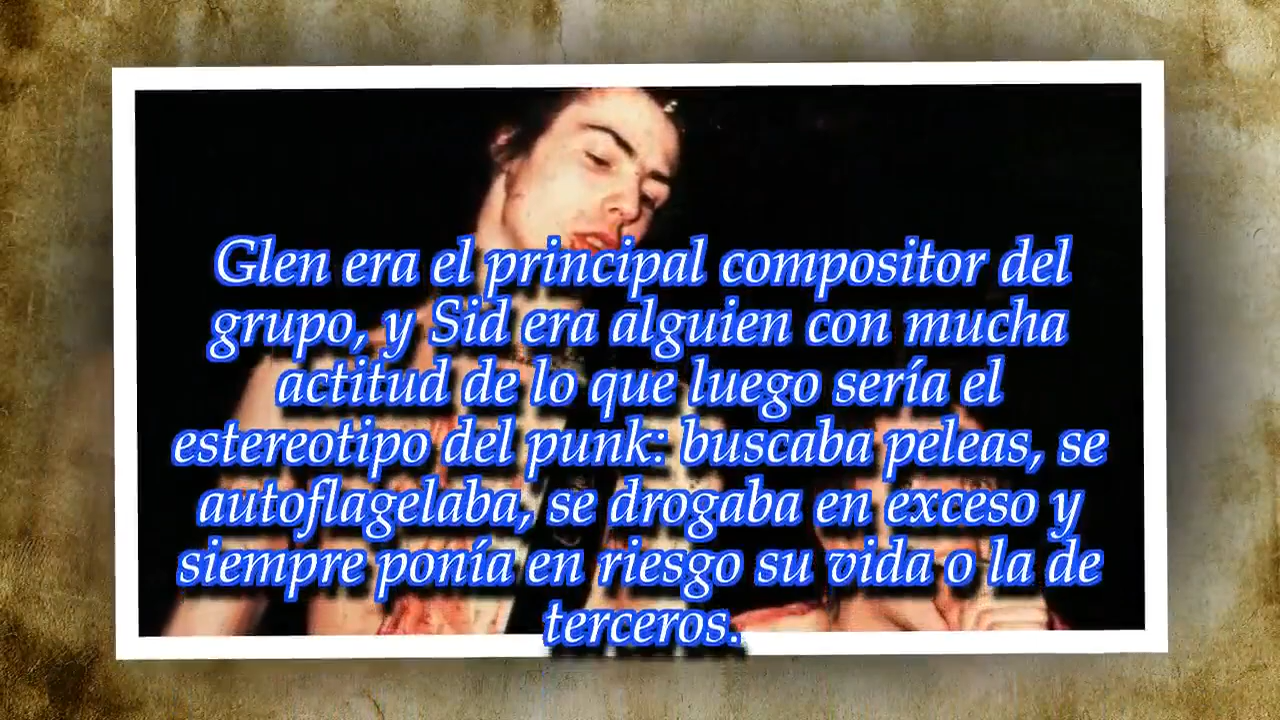 Glen era el principal compositor del
grupo, y Sid era alguien con mucha
actitud de lo que luego sería el
estereotipo del punk: buscaba peleas, se
autoflagelaba, se drogaba en exceso y
siempre ponía en riesgo su vida o la de
terceros.